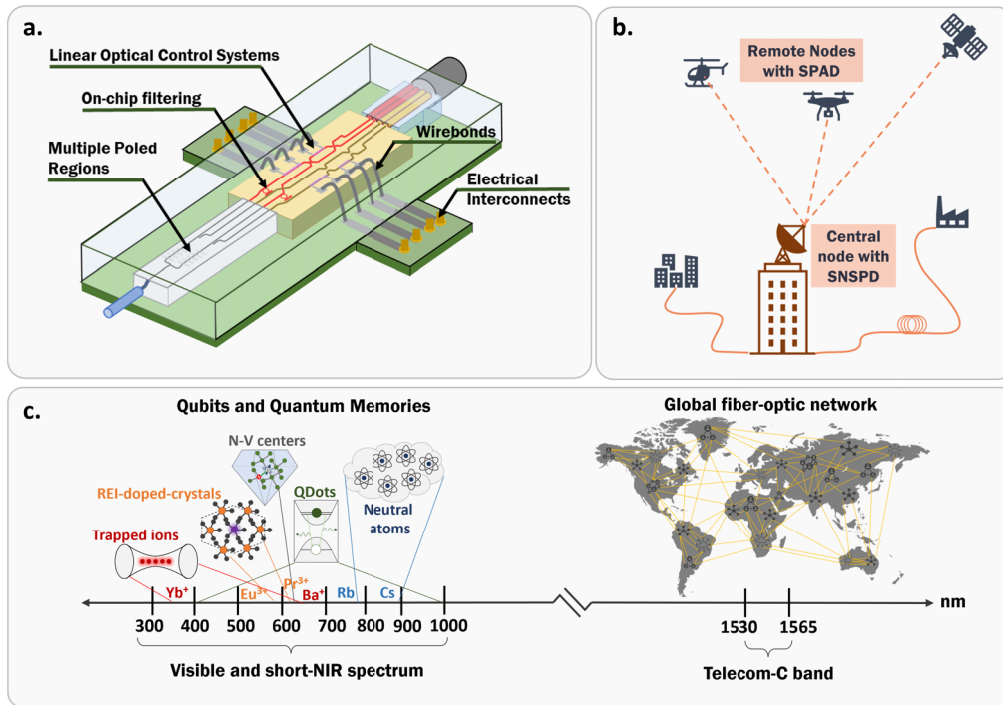 a.
Linear Optical Control Systems
On-chip filtering
Multiple Poled
Regions
Wirebonds
Electrical
Interconnects
b.
Remote Nodes
with SPAD
Central
node with
SNSPD
c.
Qubits and Quantum Memories
Global fiber-optic network
N-V centers
REI-doped-crystals
QDots
Neutral
atoms
Trapped ions
Yb⁺
Eu³⁺
Pr³⁺
Ba⁺
Rb
Cs
nm
300 400 500 600 700 800 900 1000
1530 1565
Visible and short-NIR spectrum
Telecom-C band